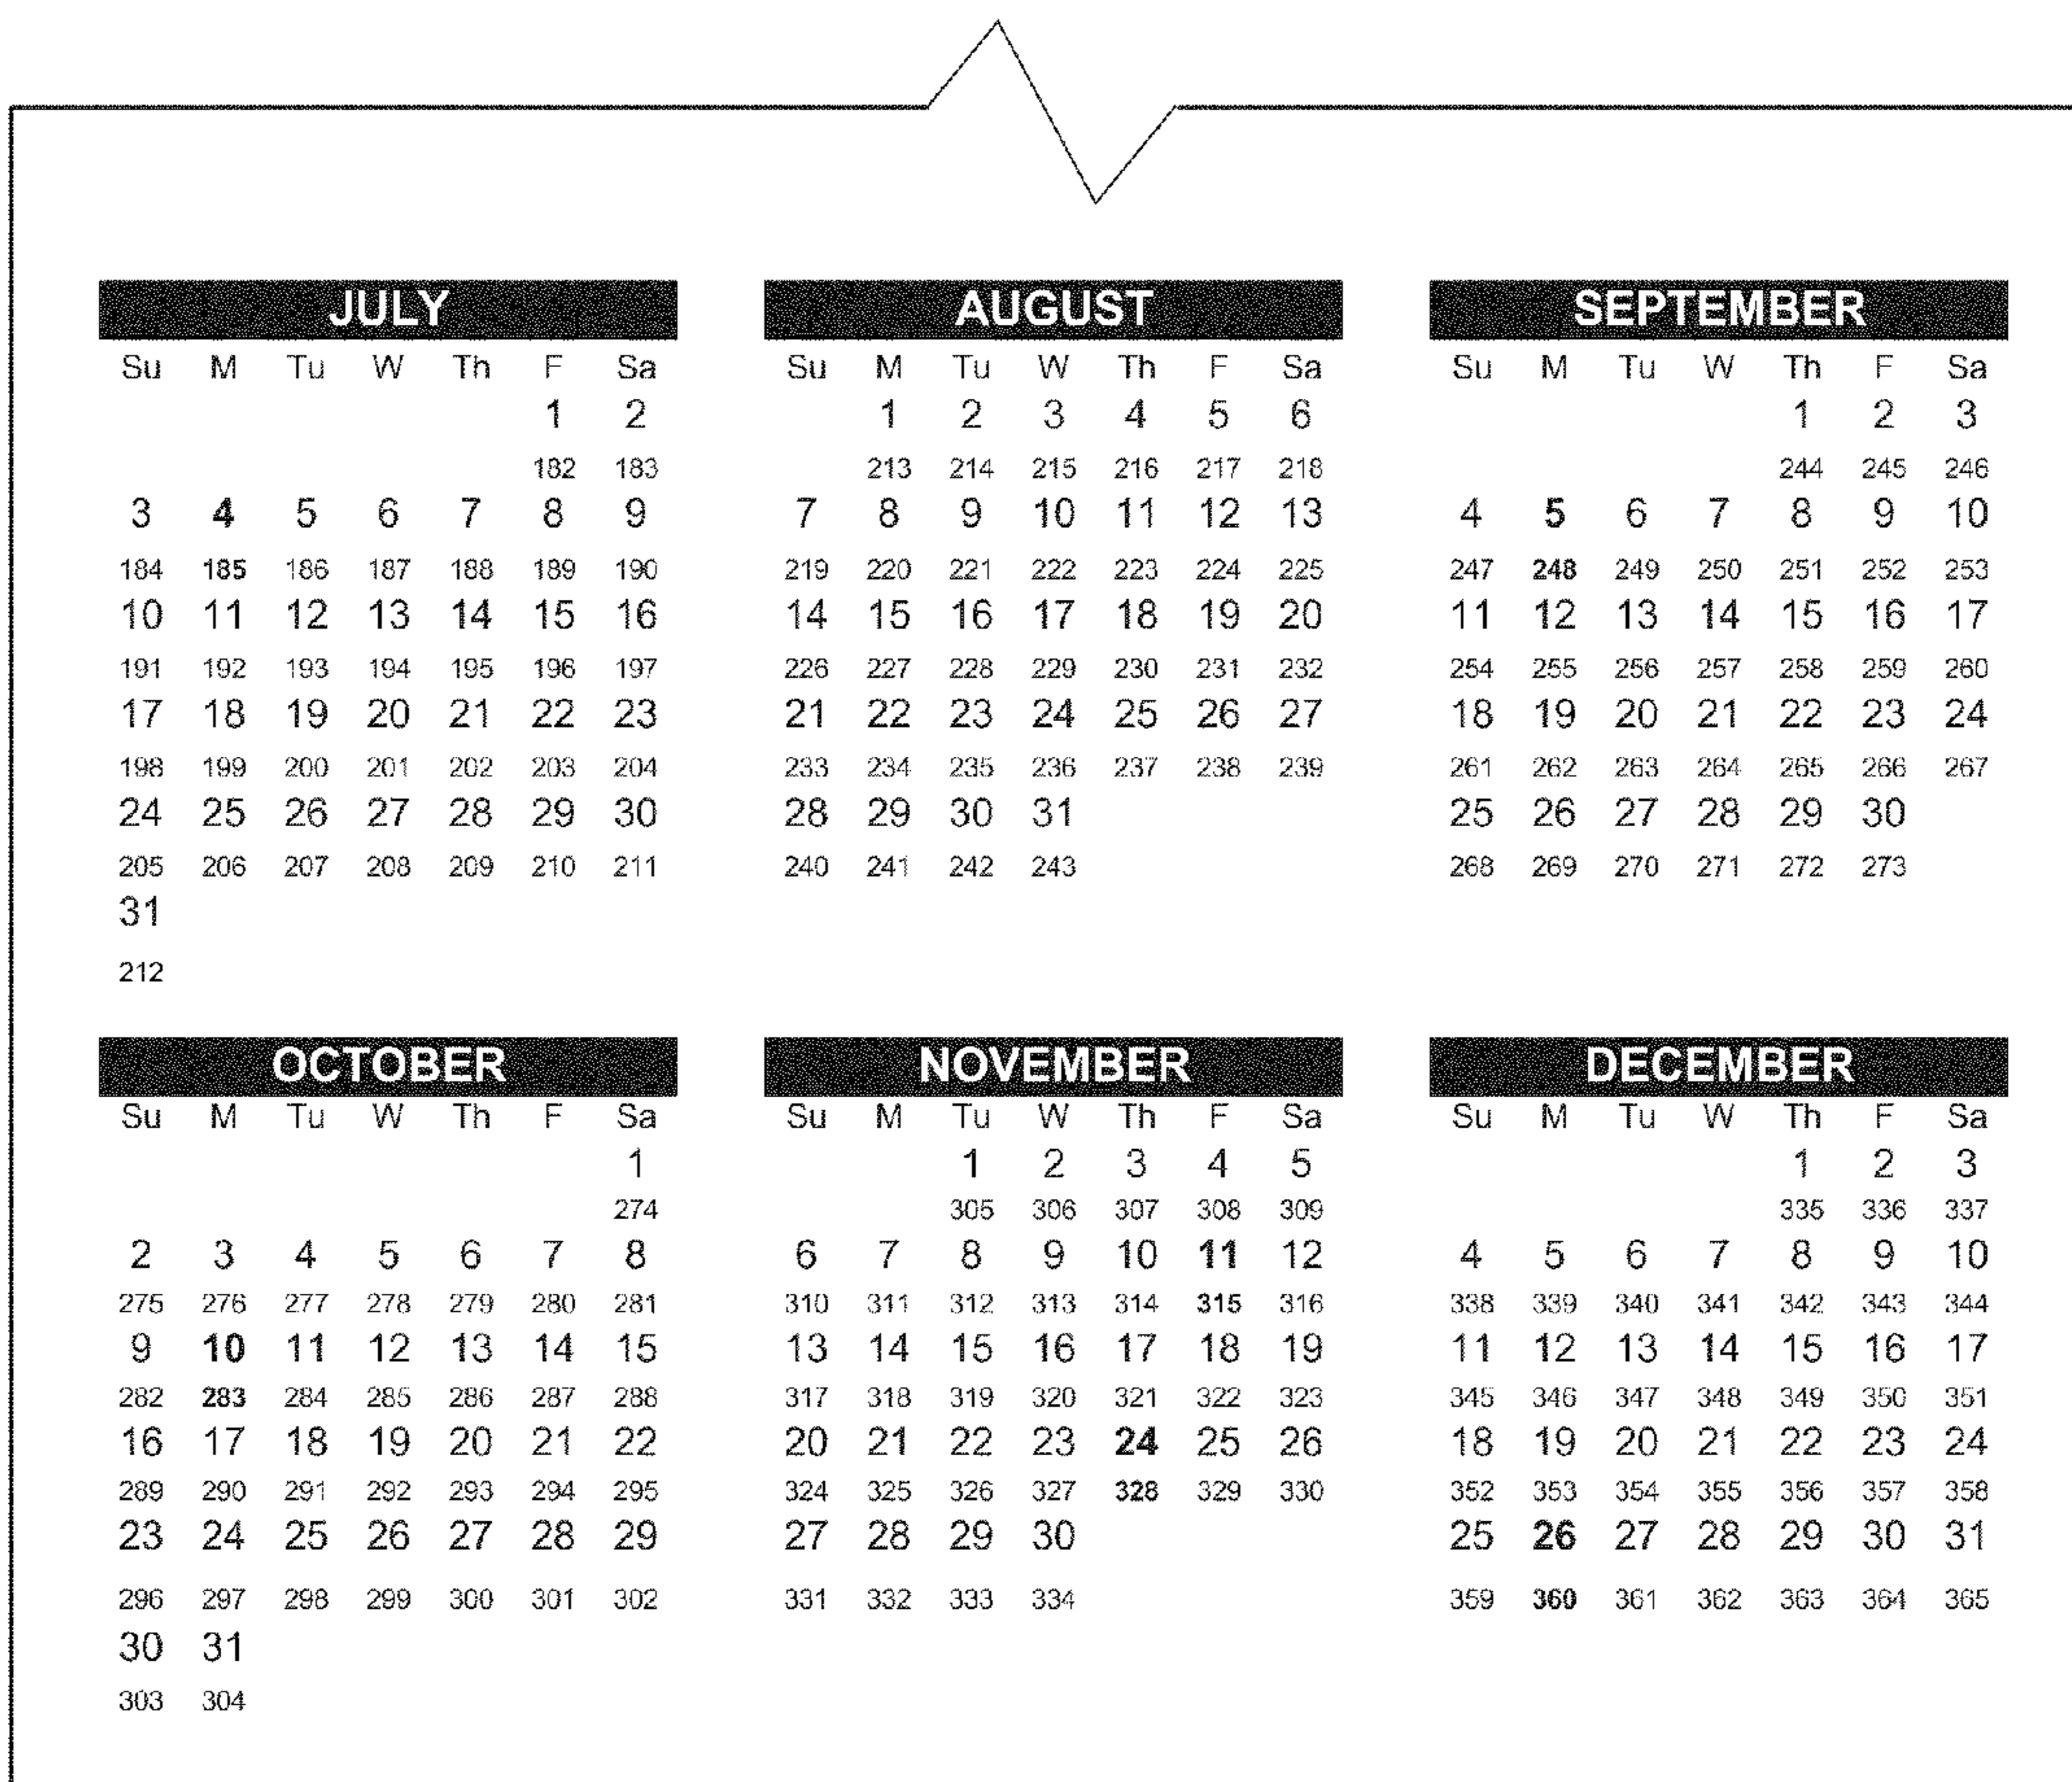 JULY
Su M Tu W Th F Sa
1 2
182 183
3 4 5 6 7 8 9
184 185 186 187 188 189 190
10 11 12 13 14 15 16
191 192 193 194 195 196 197
17 18 19 20 21 22 23
198 199 200 201 202 203 204
24 25 26 27 28 29 30
205 206 207 208 209 210 211
31
212
AUGUST
Su M Tu W Th F Sa
1 2 3 4 5 6
213 214 215 216 217 218
7 8 9 10 11 12 13
219 220 221 222 223 224 225
14 15 16 17 18 19 20
226 227 228 229 230 231 232
21 22 23 24 25 26 27
233 234 235 236 237 238 239
28 29 30 31
240 241 242 243
SEPTEMBER
Su M Tu W Th F Sa
1 2 3
244 245 246
4 5 6 7 8 9 10
247 248 249 250 251 252 253
11 12 13 14 15 16 17
254 255 256 257 258 259 260
18 19 20 21 22 23 24
261 262 263 264 265 266 267
25 26 27 28 29 30
268 269 270 271 272 273
OCTOBER
Su M Tu W Th F Sa
1
274
2 3 4 5 6 7 8
275 276 277 278 279 280 281
9 10 11 12 13 14 15
282 283 284 285 286 287 288
16 17 18 19 20 21 22
289 290 291 292 293 294 295
23 24 25 26 27 28 29
296 297 298 299 300 301 302
30 31
303 304
NOVEMBER
Su M Tu W Th F Sa
1 2 3 4 5
305 306 307 308 309
6 7 8 9 10 11 12
310 311 312 313 314 315 316
13 14 15 16 17 18 19
317 318 319 320 321 322 323
20 21 22 23 24 25 26
324 325 326 327 328 329 330
27 28 29 30
331 332 333 334
DECEMBER
Su M Tu W Th F Sa
1 2 3
335 336 337
4 5 6 7 8 9 10
338 339 340 341 342 343 344
11 12 13 14 15 16 17
345 346 347 348 349 350 351
18 19 20 21 22 23 24
352 353 354 355 356 357 358
25 26 27 28 29 30 31
359 360 361 362 363 364 365